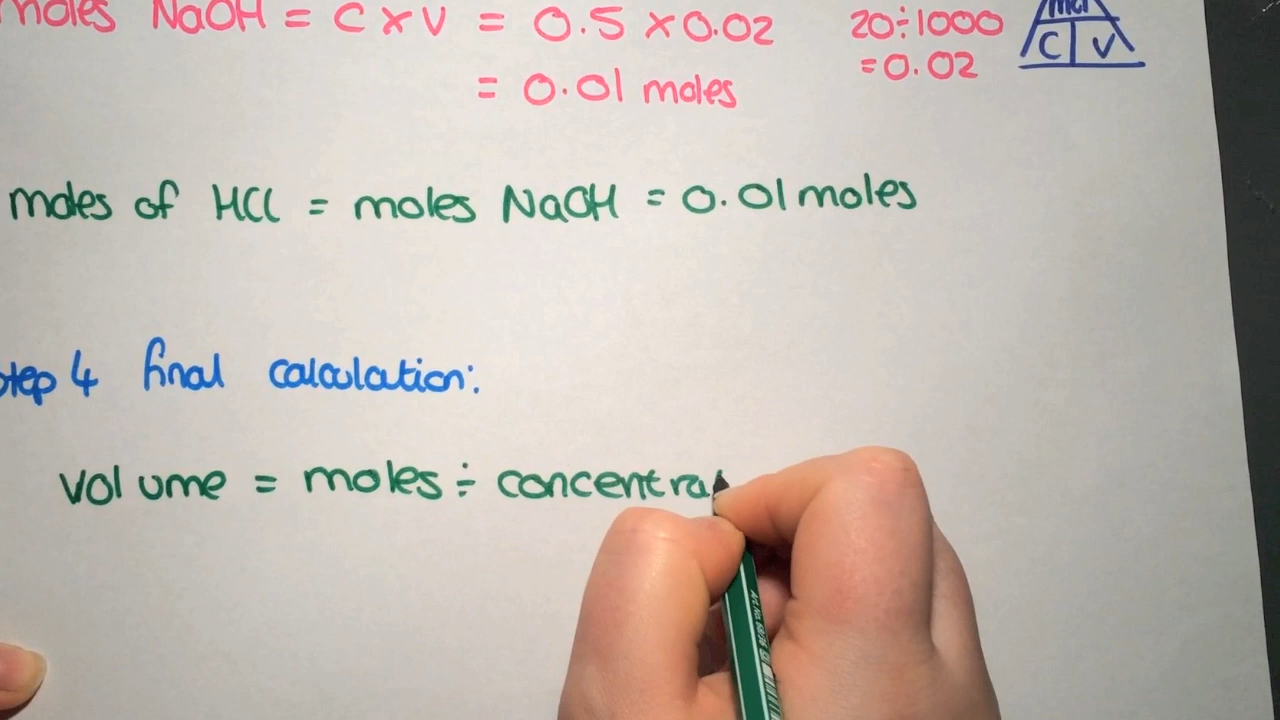 moles NaOH = C x V = 0.5 x 0.02
= 0.01 moles
20÷1000
= 0.02
mol
C V
moles of HCl = moles NaOH = 0.01 moles
step 4 final calculation:
volume = moles ÷ concentra